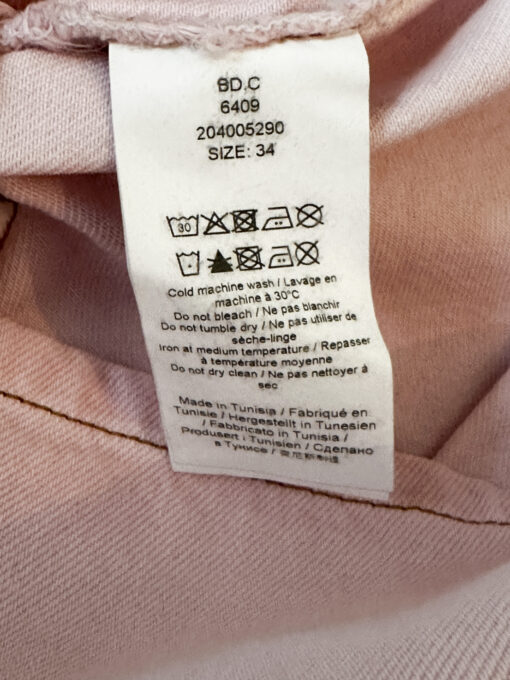 BD.C
6409
204005290
SIZE: 34
30
Cold machine wash / Lavage en
machine à 30°C
Do not bleach / Ne pas blanchir
Do not tumble dry / Ne pas utiliser de
sèche-linge
Iron at medium temperature / Repasser
à température moyenne
Do not dry clean / Ne pas nettoyer à
sec
Made in Tunisia / Fabriqué en
Tunisie / Hergestellt in Tunesien
/ Fabbricato in Tunisia /
Produsert i Tunisien / Сделано
в Тунисе /